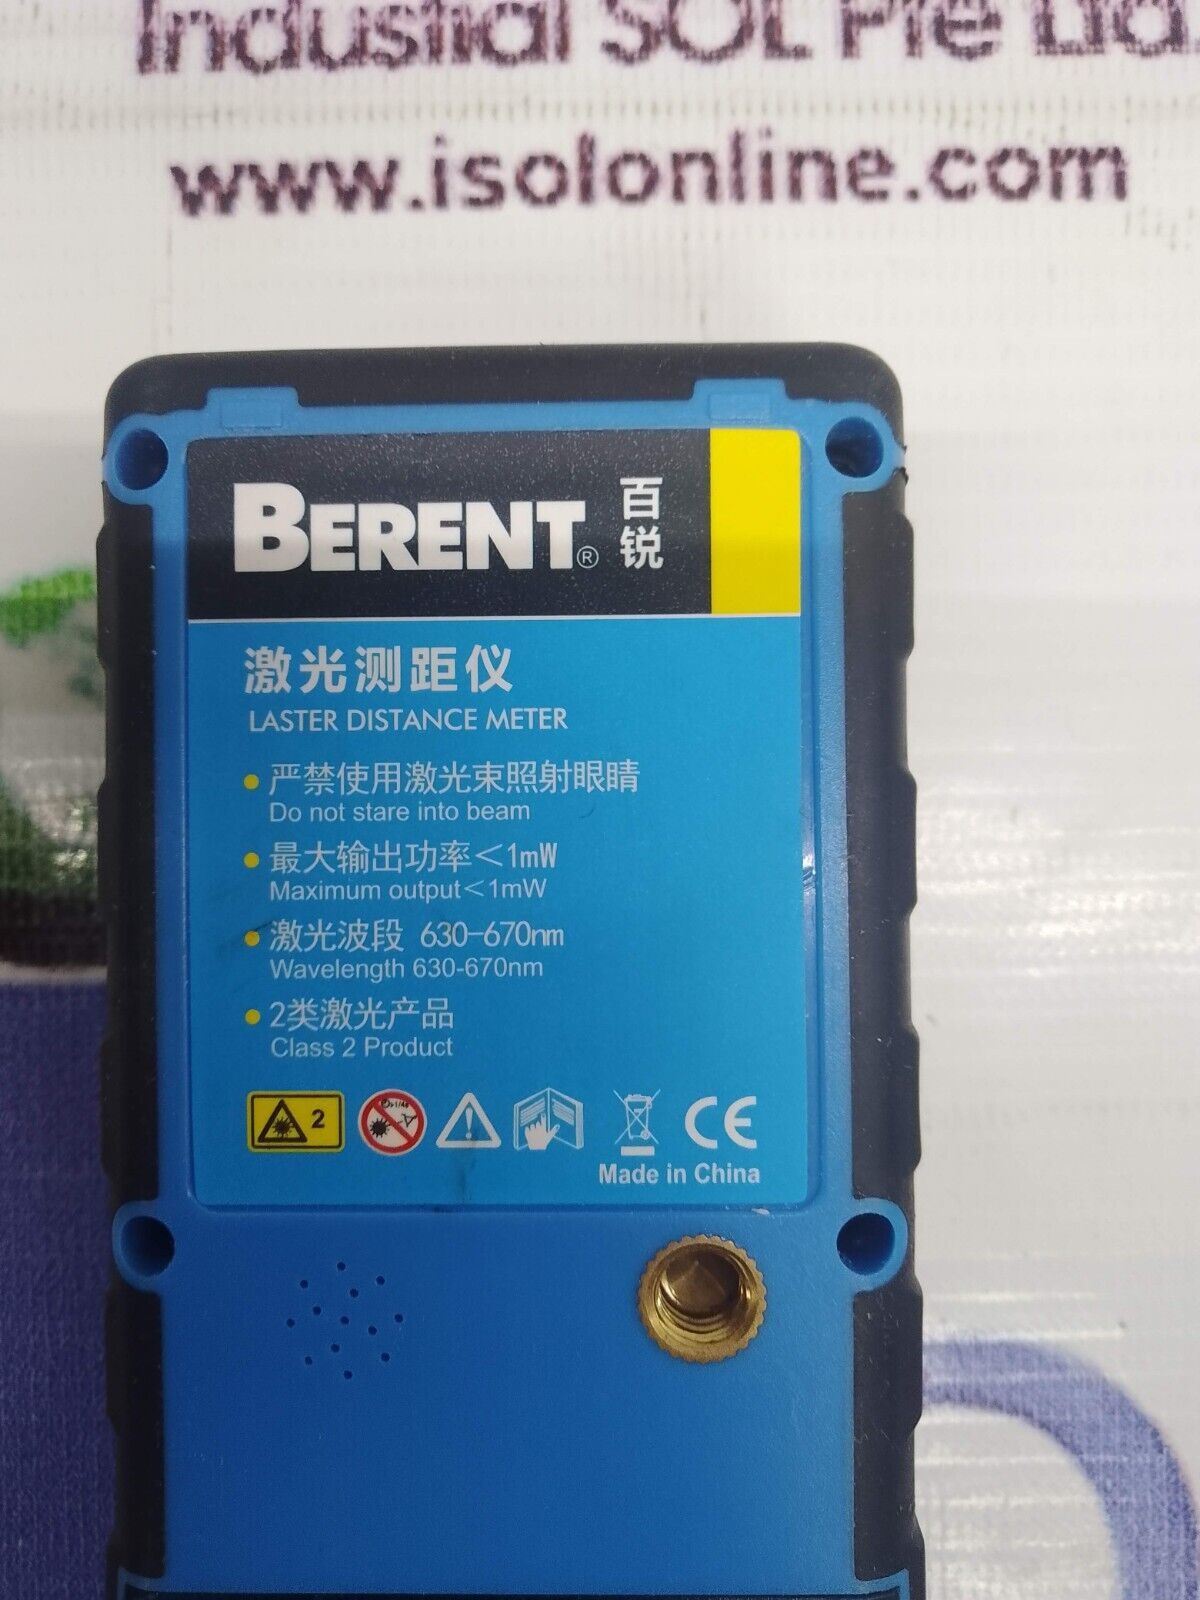 Industial SOL Pte Ltd.
www.isolonline.com
BERENT® 百锐
激光测距仪
LASTER DISTANCE METER
严禁使用激光束照射眼睛
Do not stare into beam
最大输出功率<1mW
Maximum output<1mW
激光波段 630-670nm
Wavelength 630-670nm
2类激光产品
Class 2 Product
2
CE
Made in China